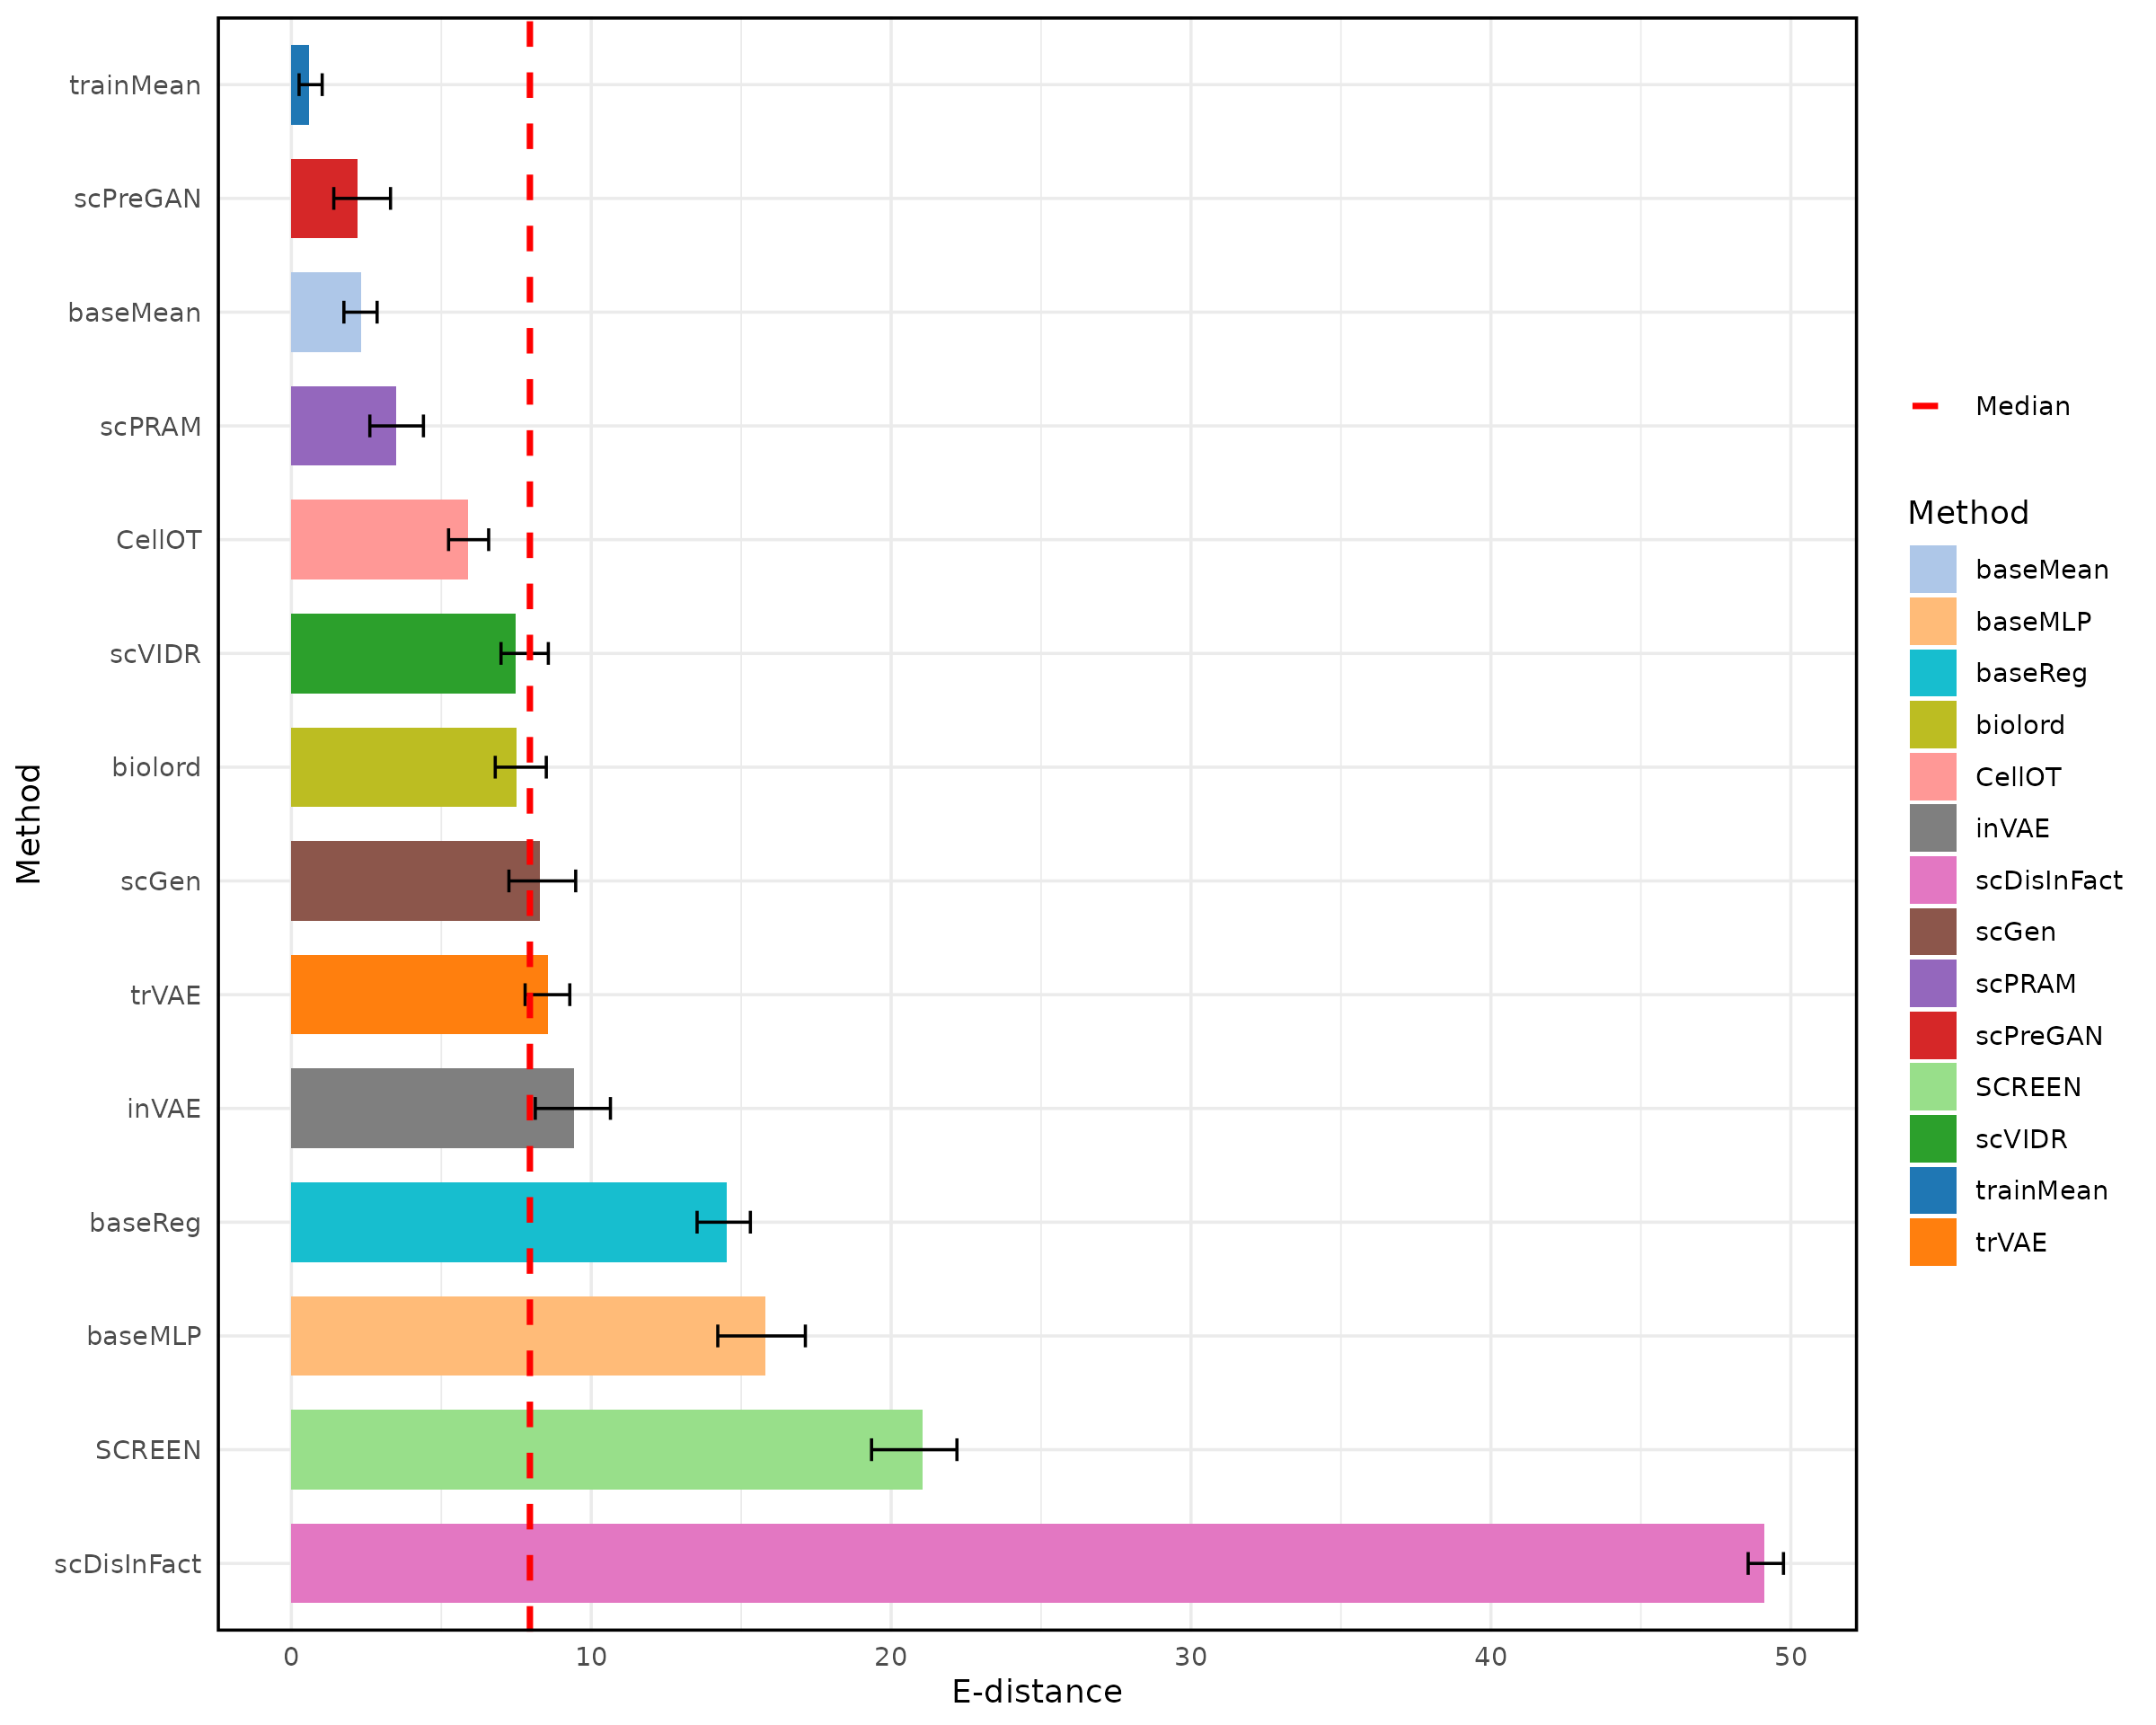 Method
trainMean
scPreGAN
baseMean
scPRAM
CellOT
scVIDR
biolord
scGen
trVAE
inVAE
baseReg
baseMLP
SCREEN
scDisInFact
0 10 20 30 40 50
E-distance
Median
Method
baseMean
baseMLP
baseReg
biolord
CellOT
inVAE
scDisInFact
scGen
scPRAM
scPreGAN
SCREEN
scVIDR
trainMean
trVAE